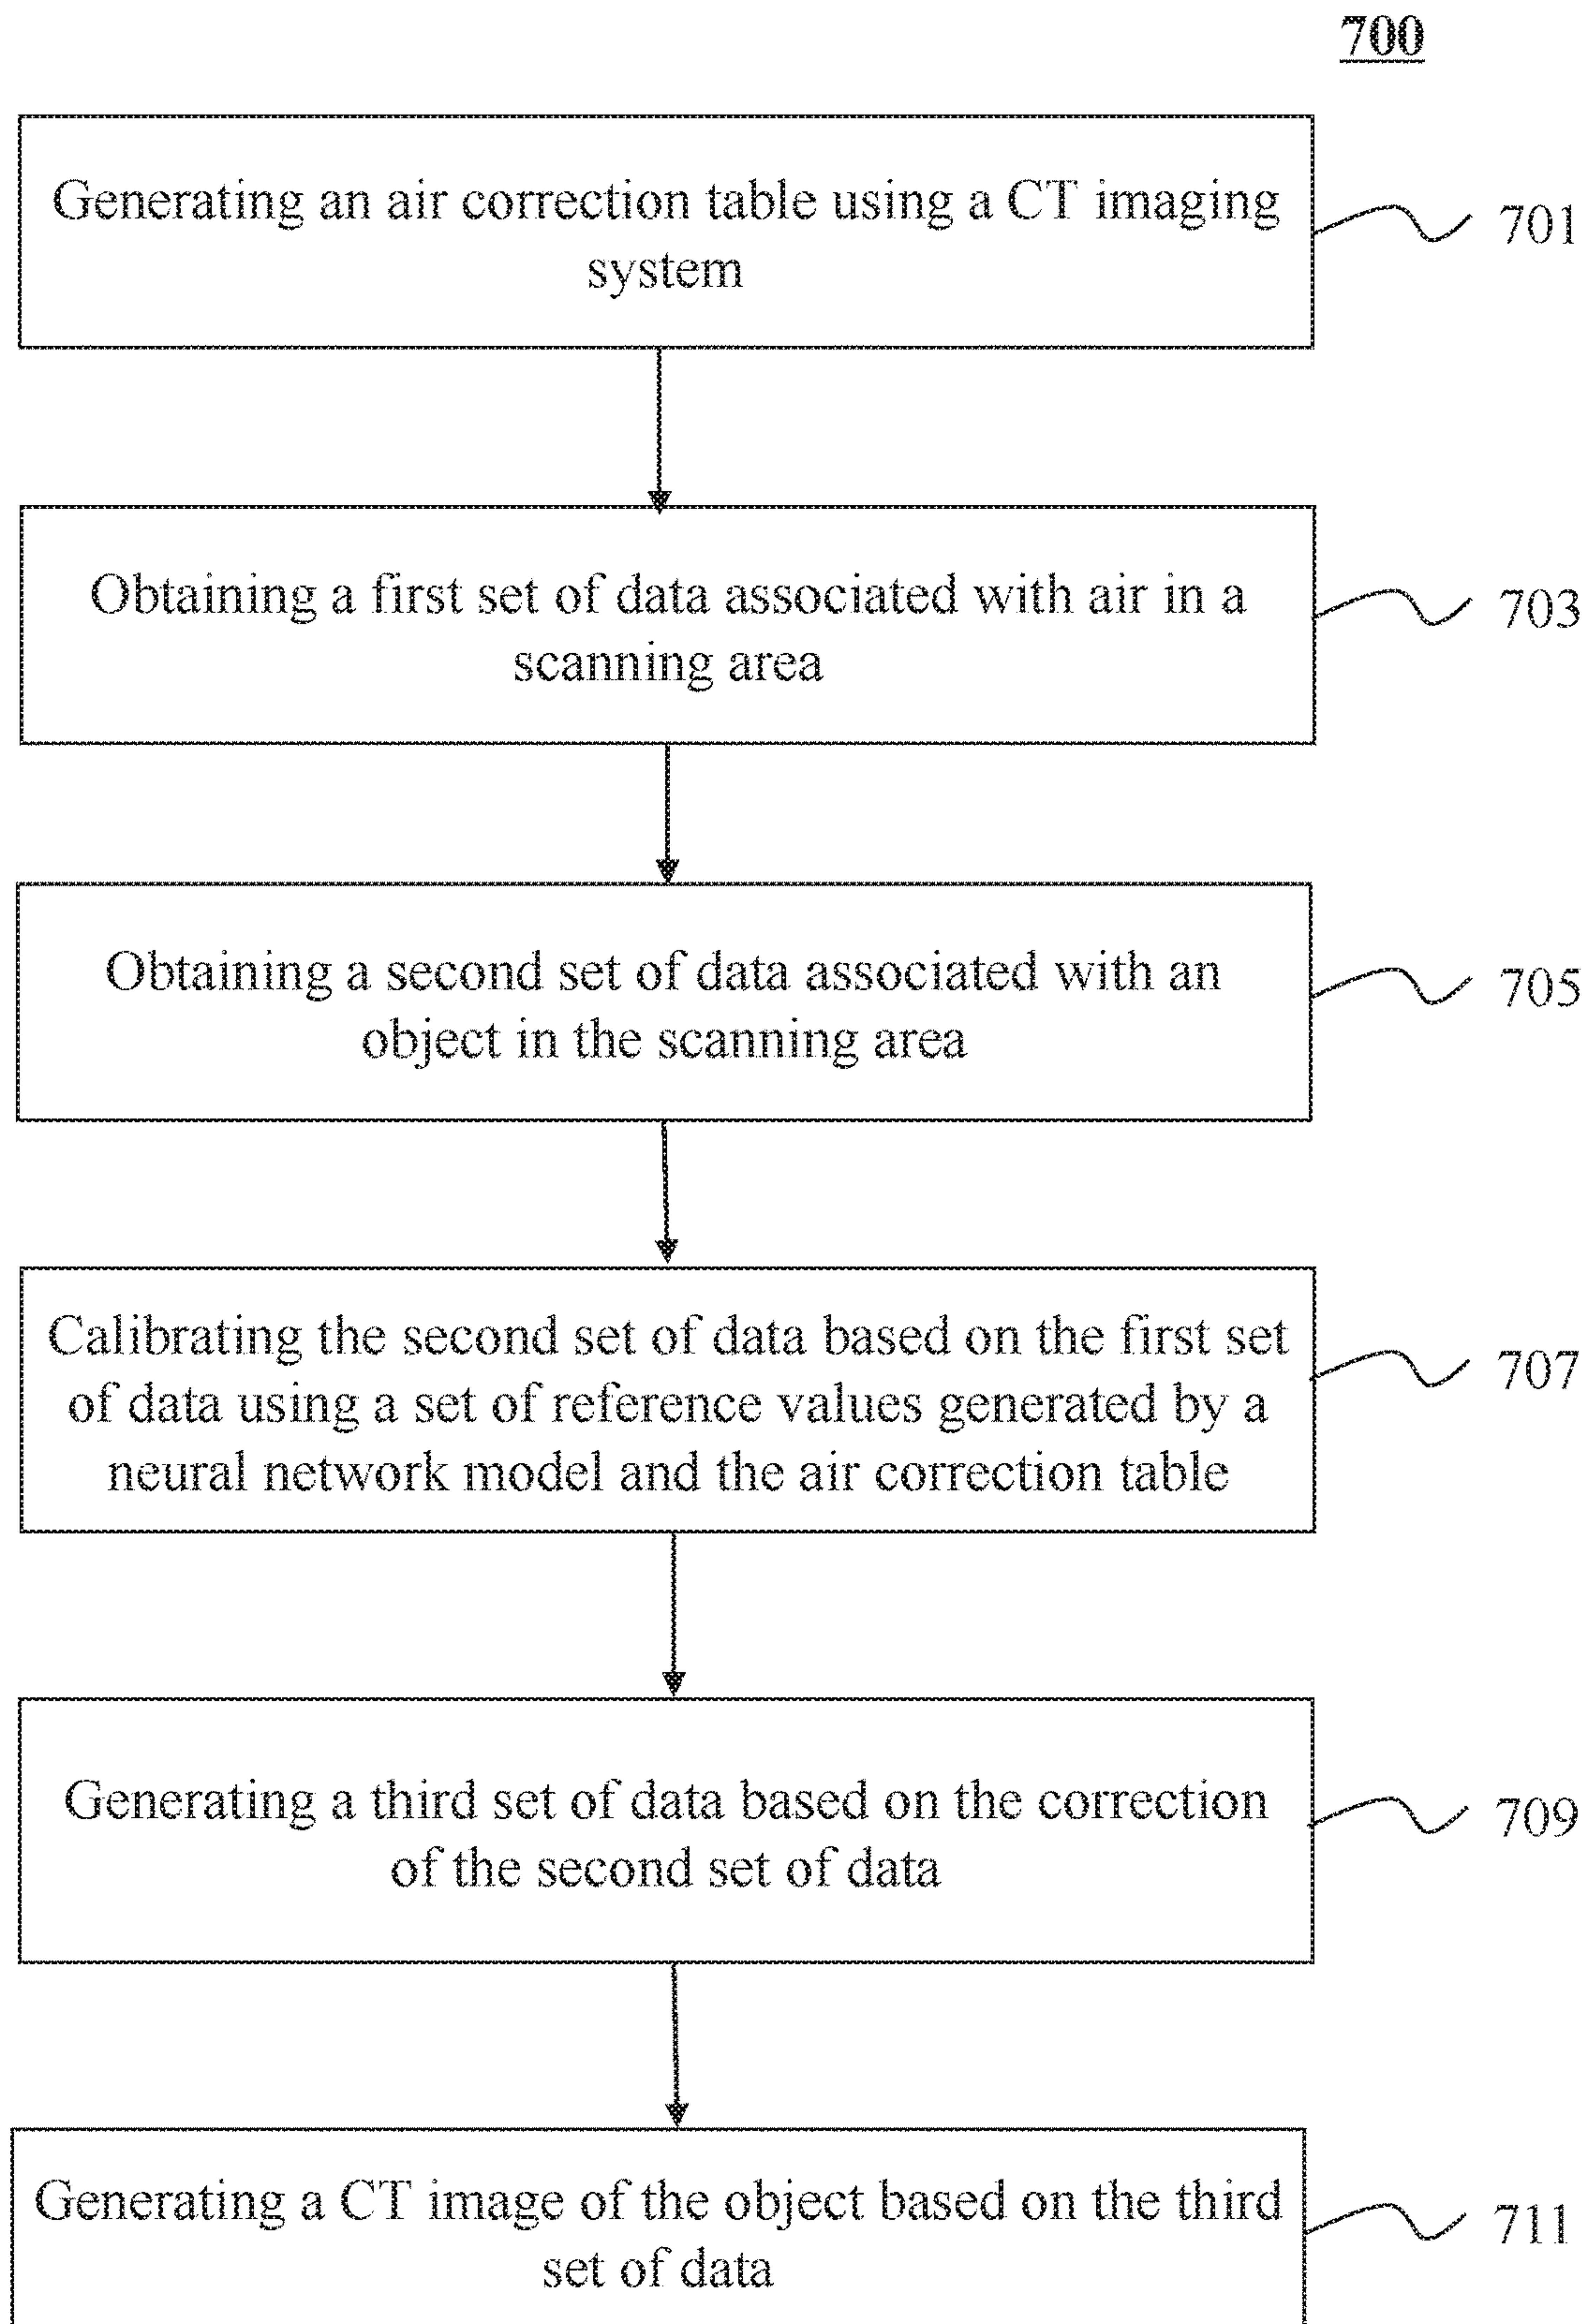 700
Generating an air correction table using a CT imaging
system
701
Obtaining a first set of data associated with air in a
scanning area
703
Obtaining a second set of data associated with an
object in the scanning area
705
Calibrating the second set of data based on the first set
of data using a set of reference values generated by a
neural network model and the air correction table
707
Generating a third set of data based on the correction
of the second set of data
709
Generating a CT image of the object based on the third
set of data
711